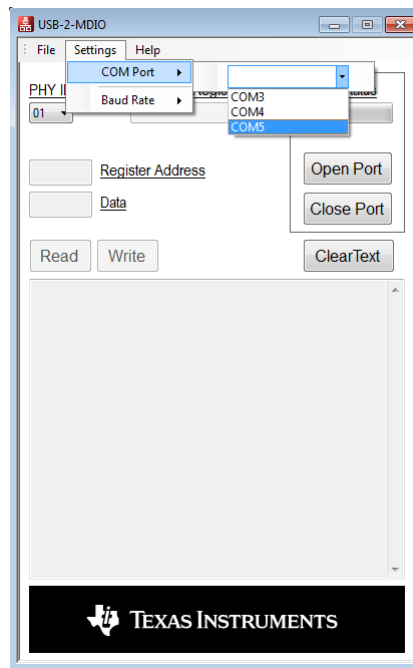 USB-2-MDIO
File Settings Help
COM Port
Baud Rate
COM3
COM4
COM5
01
Register Address
Open Port
Data
Close Port
Read Write ClearText
TEXAS INSTRUMENTS